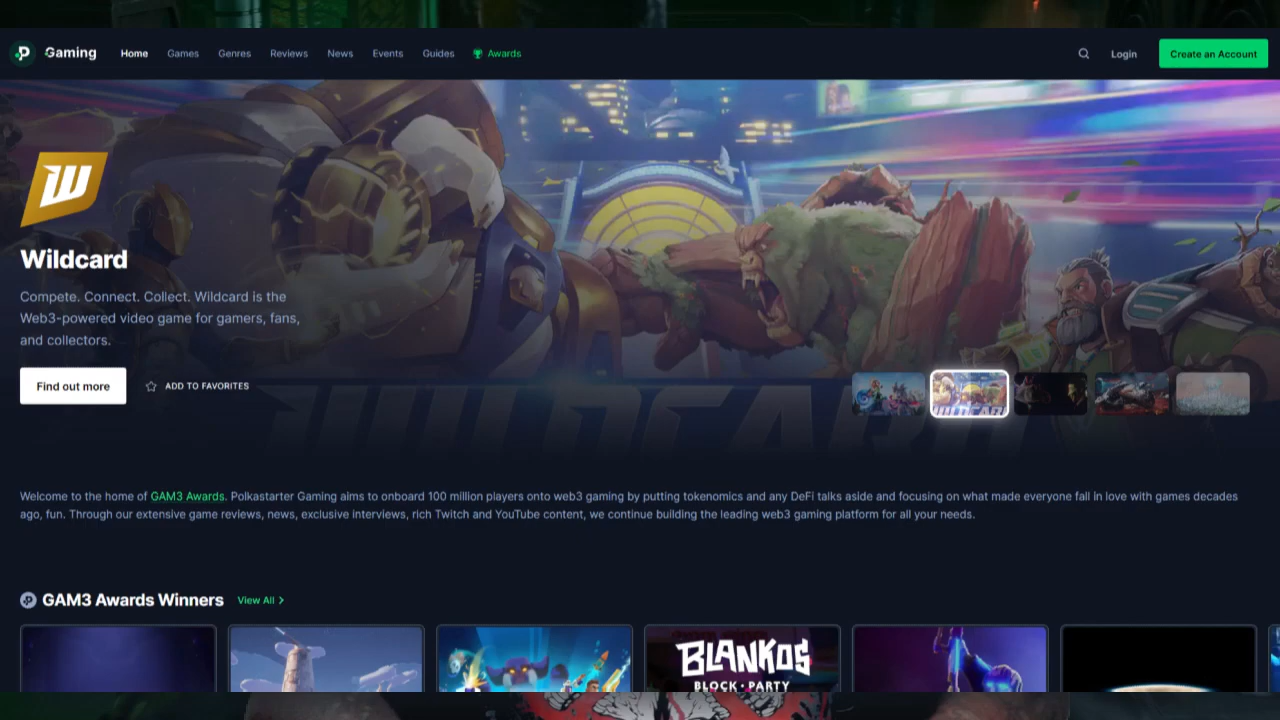 Gaming
Home
Games
Genres
Reviews
News
Events
Guides
Awards
Login
Create an Account
W
Wildcard
Compete. Connect. Collect. Wildcard is the
Web3-powered video game for gamers, fans,
and collectors.
Find out more
ADD TO FAVORITES
WILDCARD
WILDCARD
Welcome to the home of GAM3 Awards. Polkastarter Gaming aims to onboard 100 million players onto web3 gaming by putting tokenomics and any DeFi talks aside and focusing on what made everyone fall in love with games decades
ago, fun. Through our extensive game reviews, news, exclusive interviews, rich Twitch and YouTube content, we continue building the leading web3 gaming platform for all your needs.
GAM3 Awards Winners
View All
BLANKOS
BLOCK·PARTY